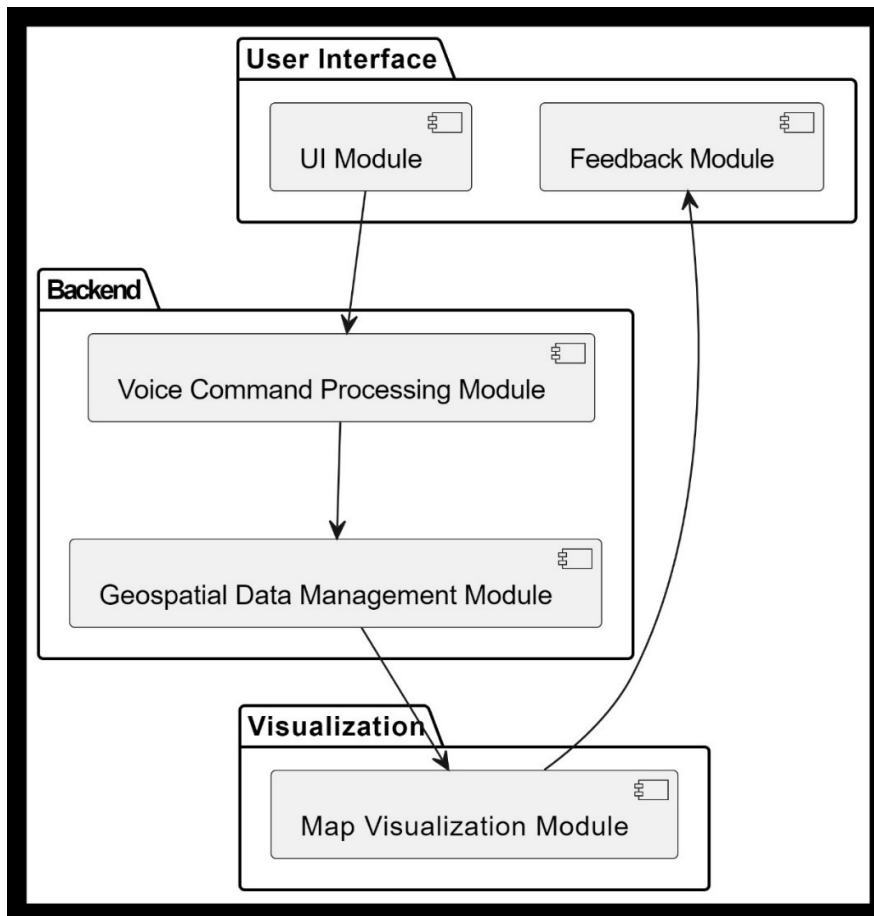 User Interface
UI Module
Feedback Module
Backend
Voice Command Processing Module
Geospatial Data Management Module
Visualization
Map Visualization Module